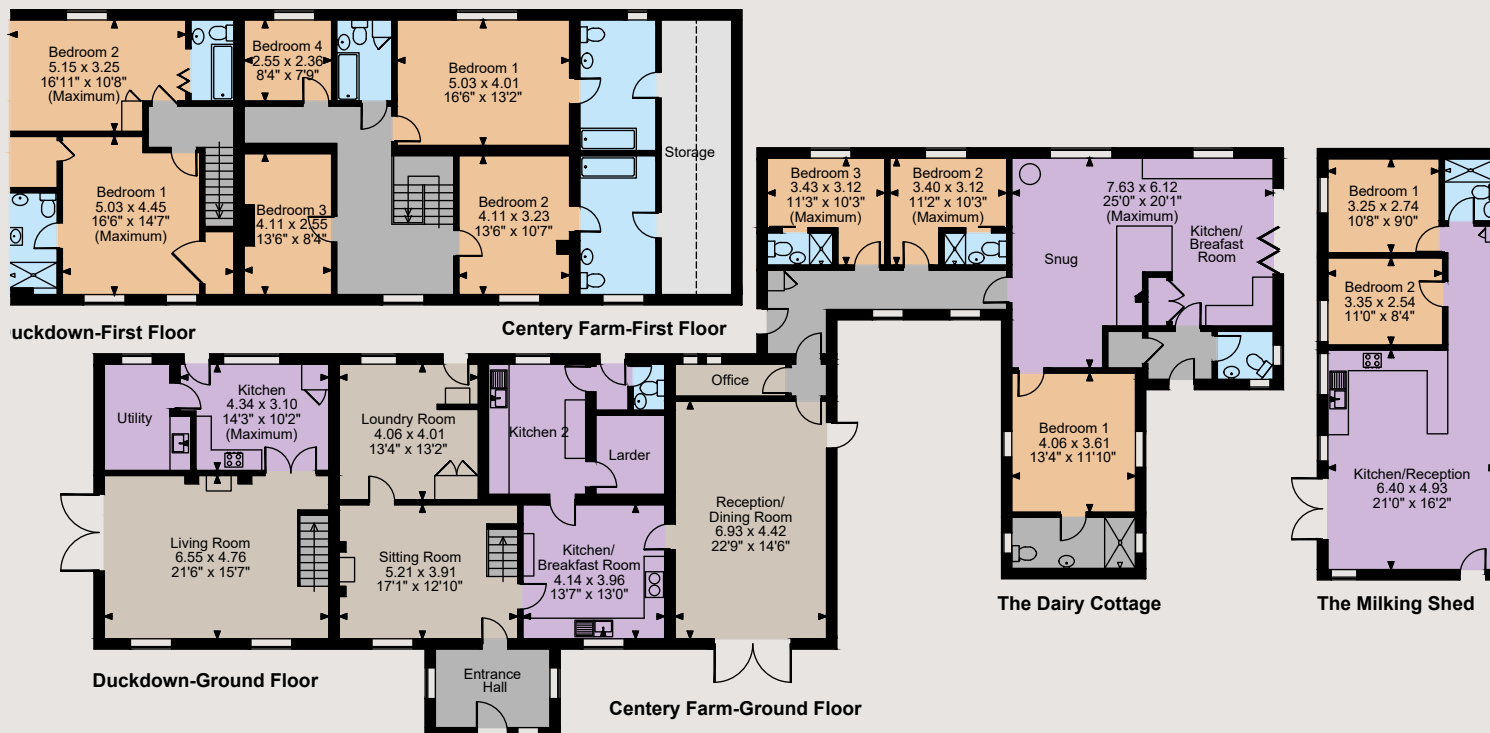 Bedroom 2
5.15 x 3.25
16'11" x 10'8"
(Maximum)
Bedroom 4
2.55 x 2.36
8'4" x 7'9"
Bedroom 1
5.03 x 4.01
16'6" x 13'2"
Storage
Bedroom 1
5.03 x 4.45
16'6" x 14'7"
(Maximum)
Bedroom 3
4.11 x 2.55
13'6" x 8'4"
Bedroom 2
4.11 x 3.23
13'6" x 10'7"
uckdown-First Floor
Centery Farm-First Floor
Bedroom 3
3.43 x 3.12
11'3" x 10'3"
(Maximum)
Bedroom 2
3.40 x 3.12
11'2" x 10'3"
(Maximum)
7.63 x 6.12
25'0" x 20'1"
(Maximum)
Kitchen/
Breafast
Room
Snug
Bedroom 1
4.06 x 3.61
13'4" x 11'10"
The Dairy Cottage
Bedroom 1
3.25 x 2.74
10'8" x 9'0"
Bedroom 2
3.35 x 2.54
11'0" x 8'4"
Kitchen/Reception
6.40 x 4.93
21'0" x 16'2"
The Milking Shed
Utility
Kitchen
4.34 x 3.10
14'3" x 10'2"
(Maximum)
Loundry Room
4.06 x 4.01
13'4" x 13'2"
Kitchen 2
Larder
Office
Living Room
6.55 x 4.76
21'6" x 15'7"
Sitting Room
5.21 x 3.91
17'1" x 12'10"
Kitchen/
Breakfast Room
4.14 x 3.96
13'7" x 13'0"
Reception/
Dining Room
6.93 x 4.42
22'9" x 14'6"
Entrance
Hall
Duckdown-Ground Floor
Centery Farm-Ground Floor